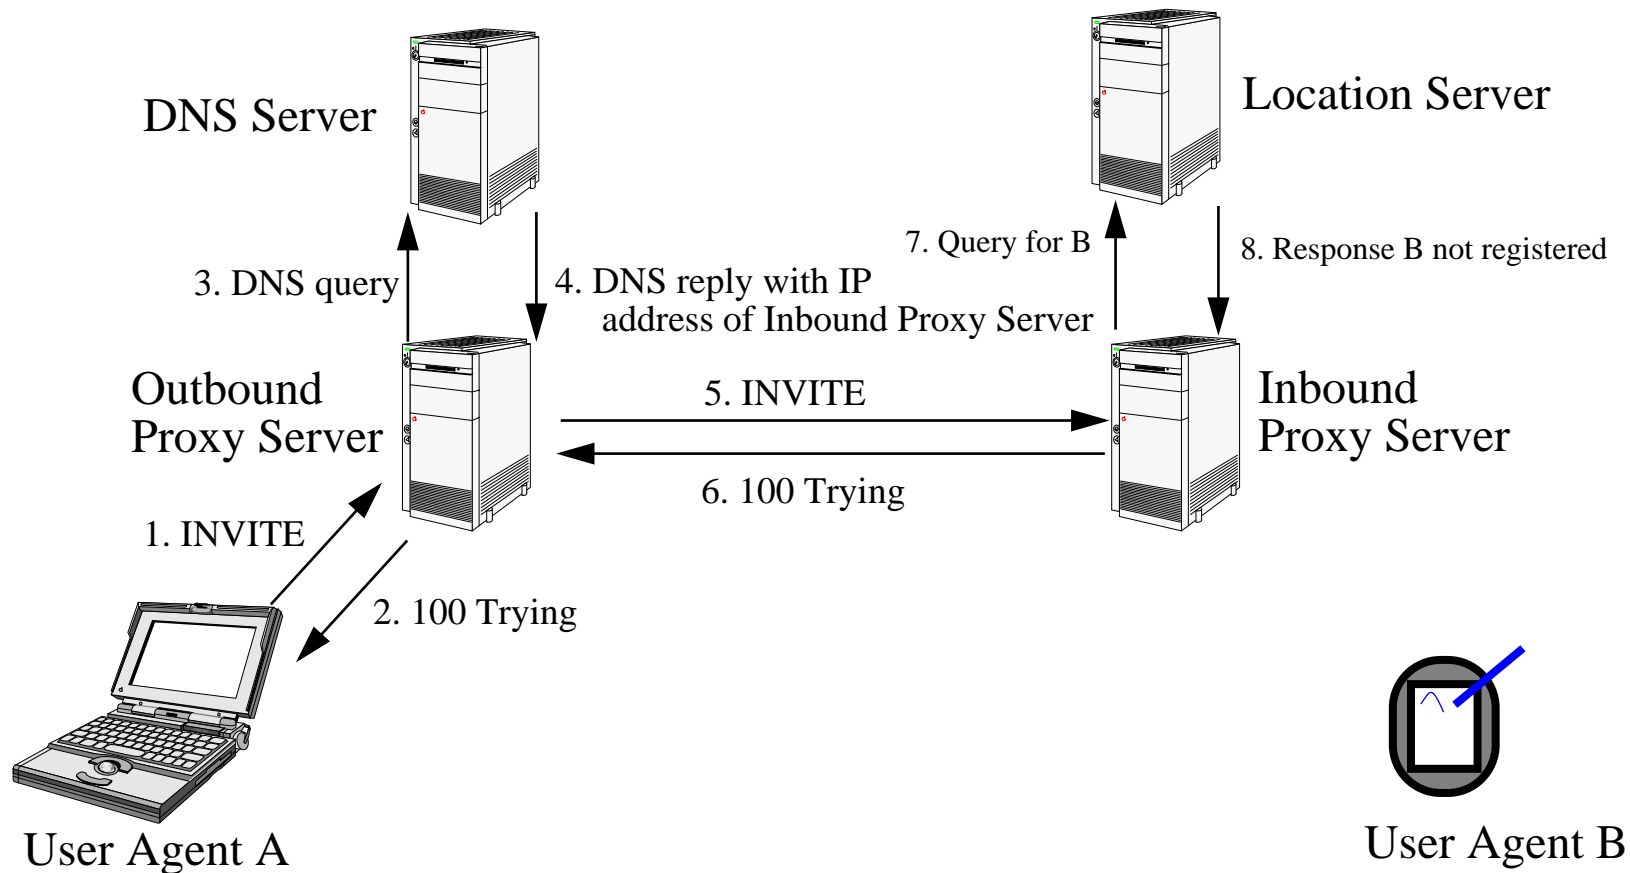 DNS Server
Location Server
7. Query for B
8. Response B not registered
3. DNS query
4. DNS reply with IP
address of Inbound Proxy Server
Outbound
Proxy Server
5. INVITE
Inbound
Proxy Server
6. 100 Trying
1. INVITE
2. 100 Trying
User Agent A
User Agent B